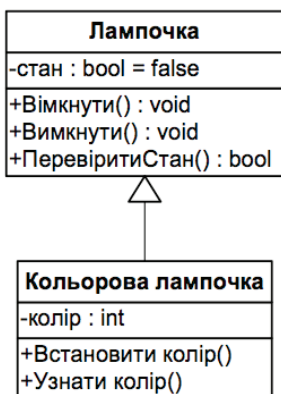 Лампочка
-стан : bool = false
+Вімкнути() : void
+Вимкнути() : void
+ПеревіритиСтан() : bool
Кольорова лампочка
-колір : int
+Встановити колір()
+Узнати колір()